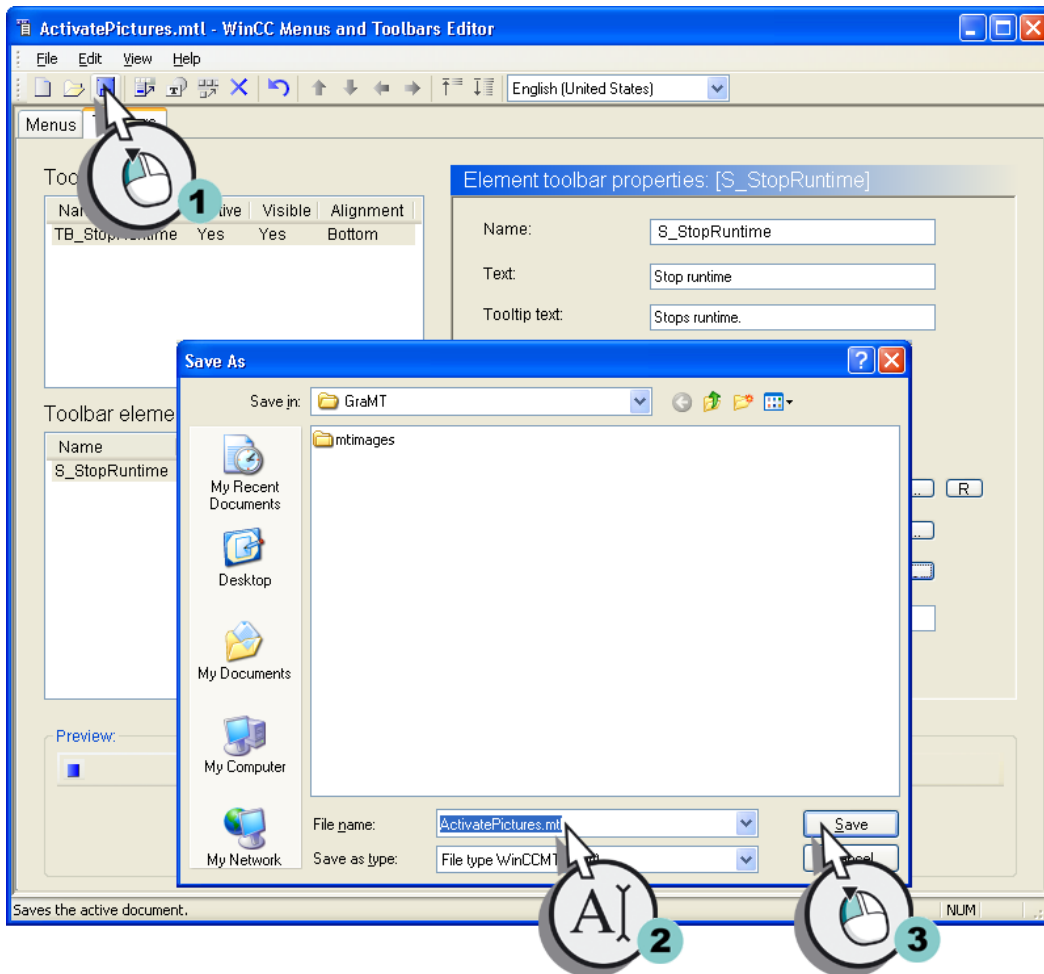 ActivatePictures.mtl - WinCC Menus and Toolbars Editor
File Edit View Help
English (United States)
Menus
1
Element toolbar properties: [S_StopRuntime]
Visible Alignment
TB_StopRuntime Yes Yes Bottom
Name: S_StopRuntime
Text: Stop runtime
Tooltip text: Stops runtime.
Save As
Save in: GraMT
mtimages
Name
S_StopRuntime
R
My Recent
Documents
Desktop
My Documents
My Computer
My Network
Preview:
File name: ActivatePictures.mtl
Save
Save as type: File type WinCCMT
Saves the active document.
NUM
A
2
3